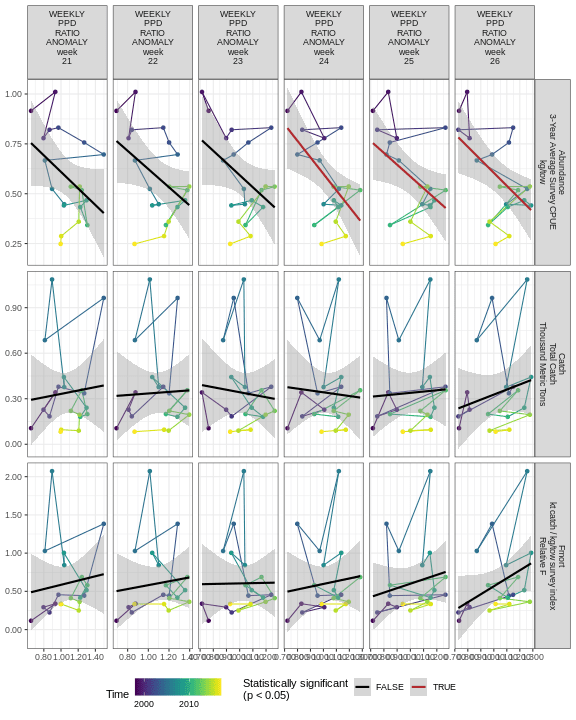 WEEKLY
PPD
RATIO
ANOMALY
week
21
WEEKLY
PPD
RATIO
ANOMALY
week
22
WEEKLY
PPD
RATIO
ANOMALY
week
23
WEEKLY
PPD
RATIO
ANOMALY
week
24
WEEKLY
PPD
RATIO
ANOMALY
week
25
WEEKLY
PPD
RATIO
ANOMALY
week
26
1.00
0.75
0.50
0.25
Abundance
3-Year Average Survey CPUE
kg/tow
0.90
0.60
0.30
0.00
Catch
Total Catch
Thousand Metric Tons
2.00
1.50
1.00
0.50
0.00
Fmort
kt catch / kg/tow survey index
Relative F
0.80 1.00 1.20 1.40
0.80 1.00 1.20
Time
2000 2010
Statistically significant
(p < 0.05)
FALSE
TRUE